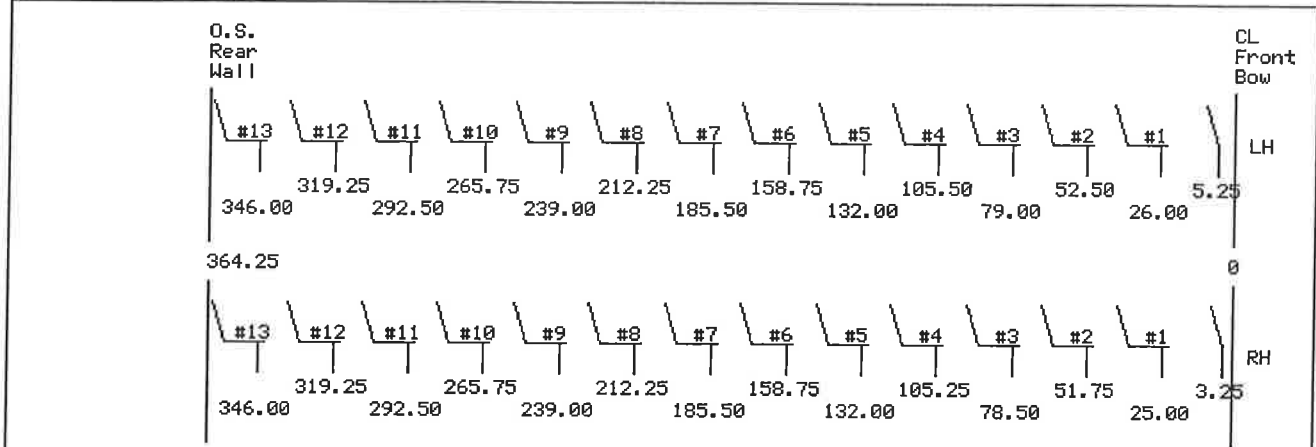 O.S.
Rear
Wall
CL
Front
Bow
#13 #12 #11 #10 #9 #8 #7 #6 #5 #4 #3 #2 #1
LH
319.25 265.75 212.25 158.75 105.50 52.50 5.25
346.00 292.50 239.00 185.50 132.00 79.00 26.00
364.25 0
#13 #12 #11 #10 #9 #8 #7 #6 #5 #4 #3 #2 #1
RH
319.25 265.75 212.25 158.75 105.25 51.75 3.25
346.00 292.50 239.00 185.50 132.00 78.50 25.00